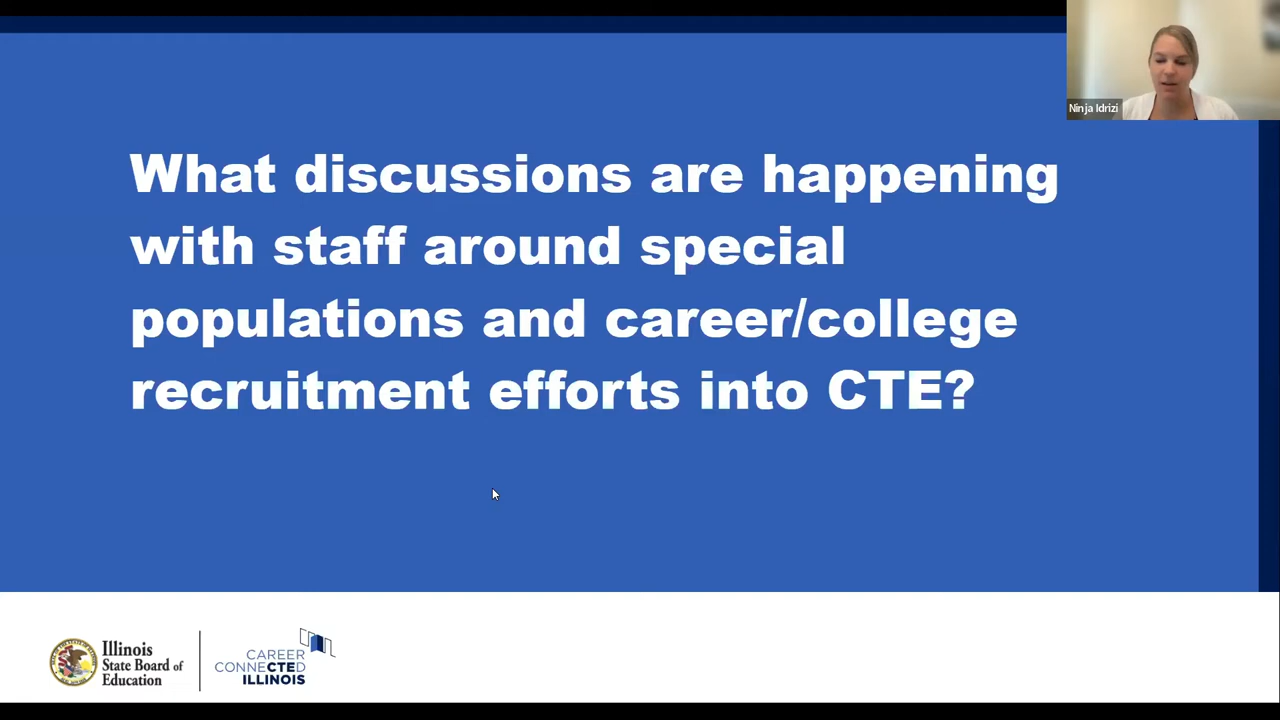 Ninja Idrizi
What discussions are happening
with staff around special
populations and career/college
recruitment efforts into CTE?
Illinois
State Board of
Education
CAREER
CONNECTED
ILLINOIS